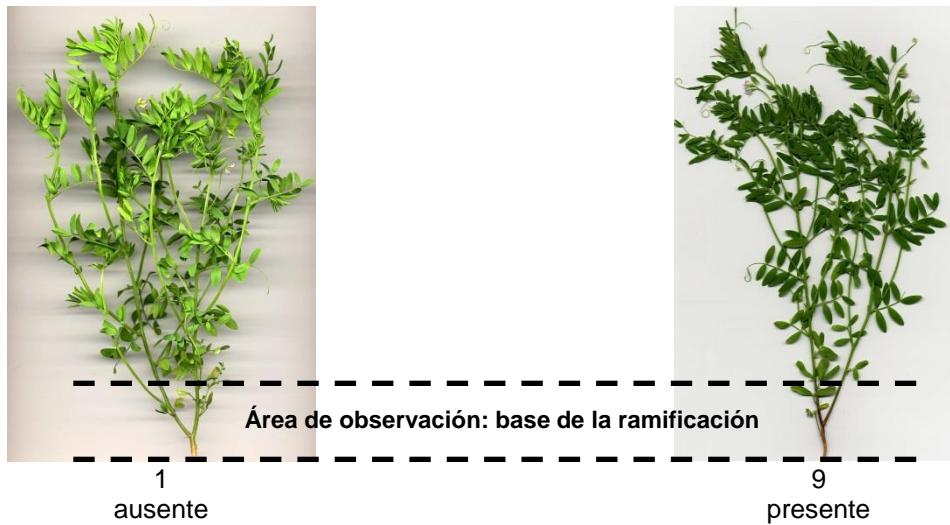 Área de observación: base de la ramificación
1
ausente
9
presente